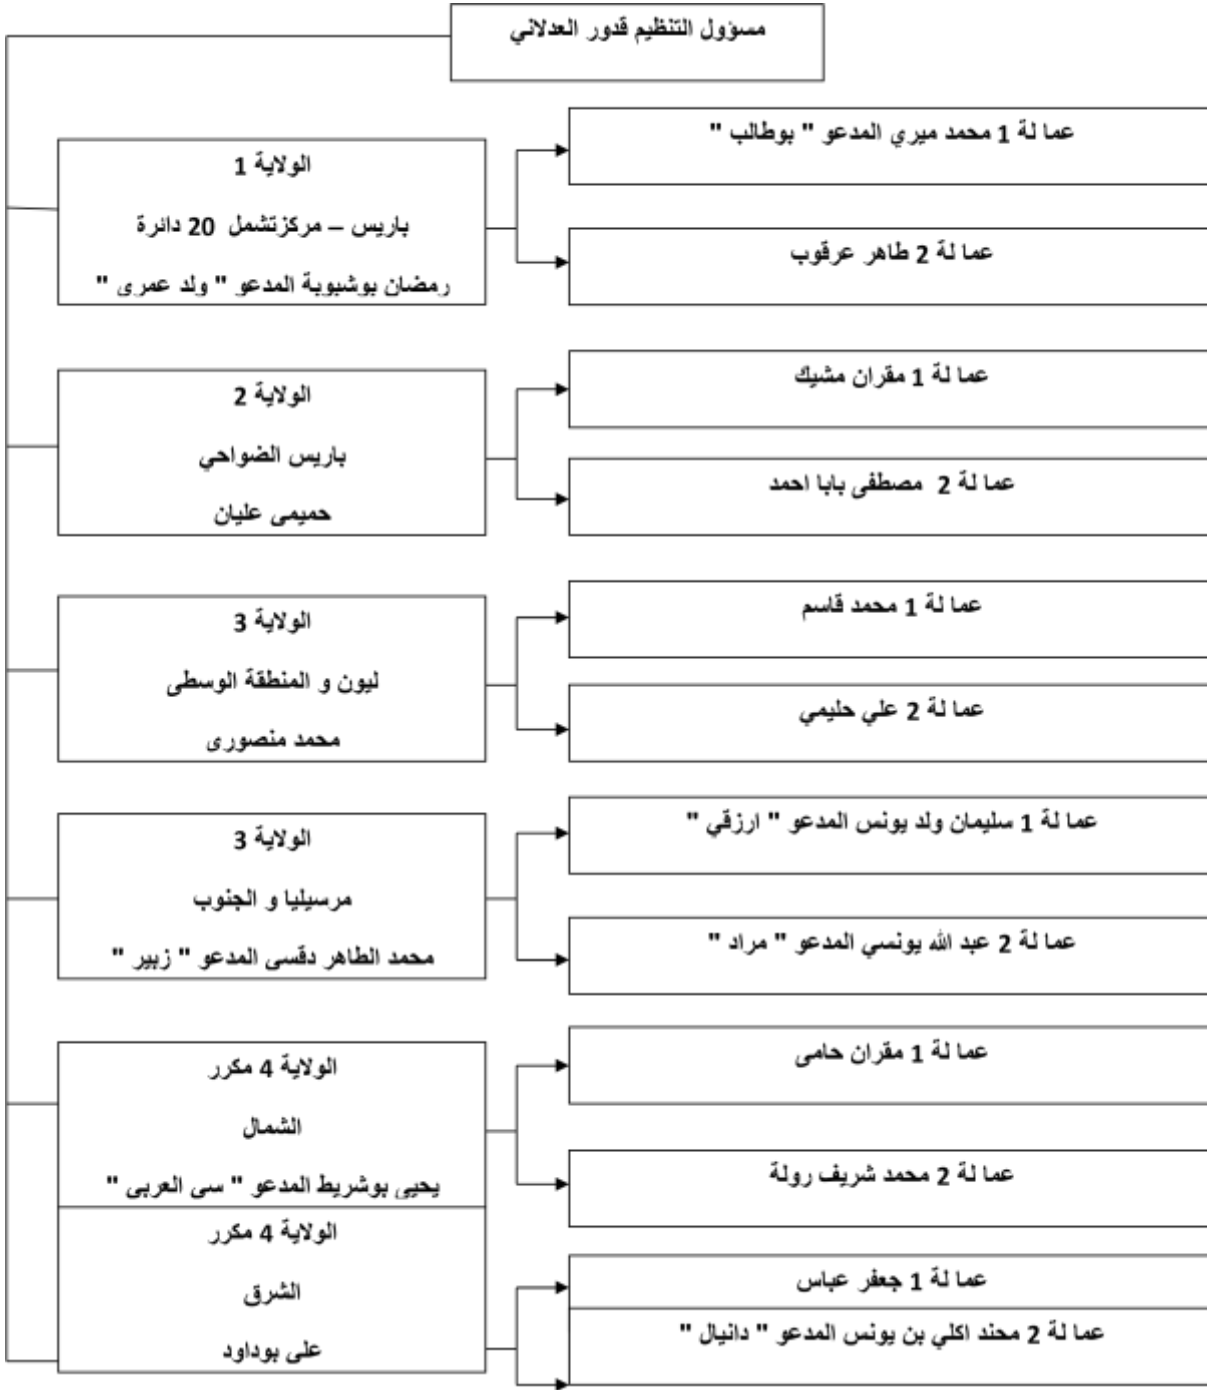 مسؤول التنظيم قدور العدلاني
الولاية 1
باريس – مركزتشمل 20 دائرة
رمضان بوشبوبة المدعو " ولد عمرى "
عما لة 1 محمد ميري المدعو " بوطالب "
عما لة 2 طاهر عرقوب
الولاية 2
باريس الضواحي
حميمى عليان
عما لة 1 مقران مشيك
عما لة 2 مصطفى بابا احمد
الولاية 3
ليون و المنطقة الوسطى
محمد منصورى
عما لة 1 محمد قاسم
عما لة 2 علي حليمي
الولاية 3
مرسيليا و الجنوب
محمد الطاهر دقسى المدعو " زبير "
عما لة 1 سليمان ولد يونس المدعو " ارزقي "
عما لة 2 عبد الله يونسي المدعو " مراد "
الولاية 4 مكرر
الشمال
يحيى بوشريط المدعو " سى العربى "
عما لة 1 مقران حامى
عما لة 2 محمد شريف رولة
الولاية 4 مكرر
الشرق
على بوداود
عما لة 1 جعفر عباس
عما لة 2 محند اكلي بن يونس المدعو " دانيال "